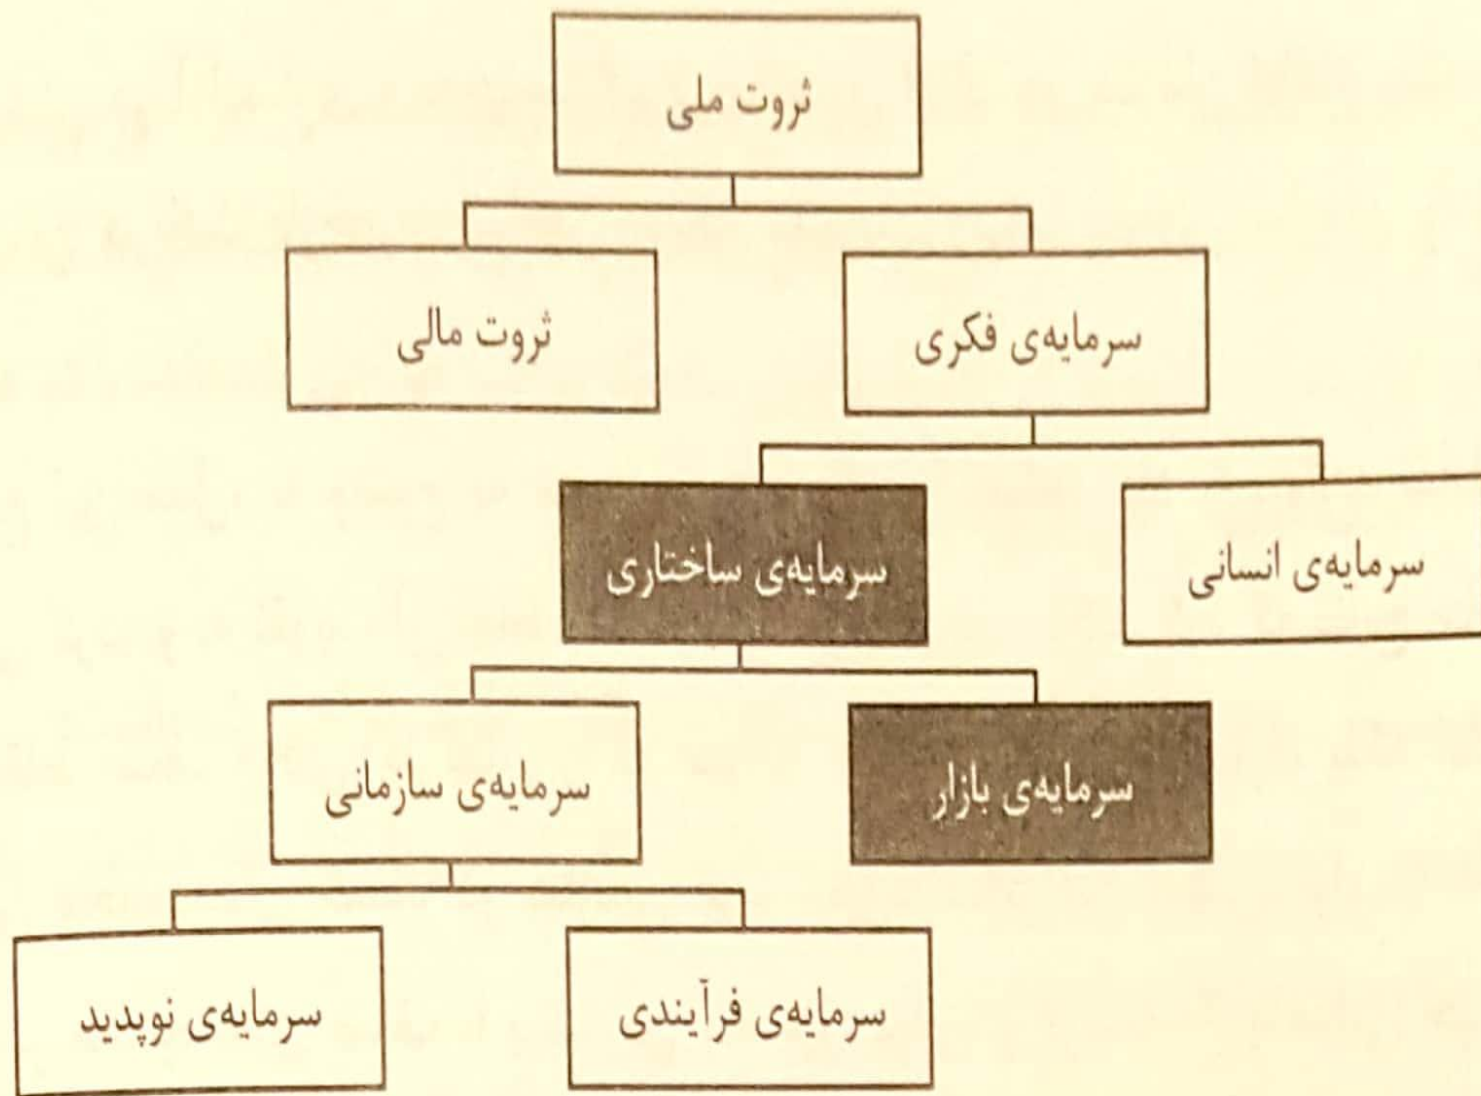 ثروت ملی
سرمایه‌ی فکری
ثروت مالی
سرمایه‌ی انسانی
سرمایه‌ی ساختاری
سرمایه‌ی بازار
سرمایه‌ی سازمانی
سرمایه‌ی فرآیندی
سرمایه‌ی نوپدید